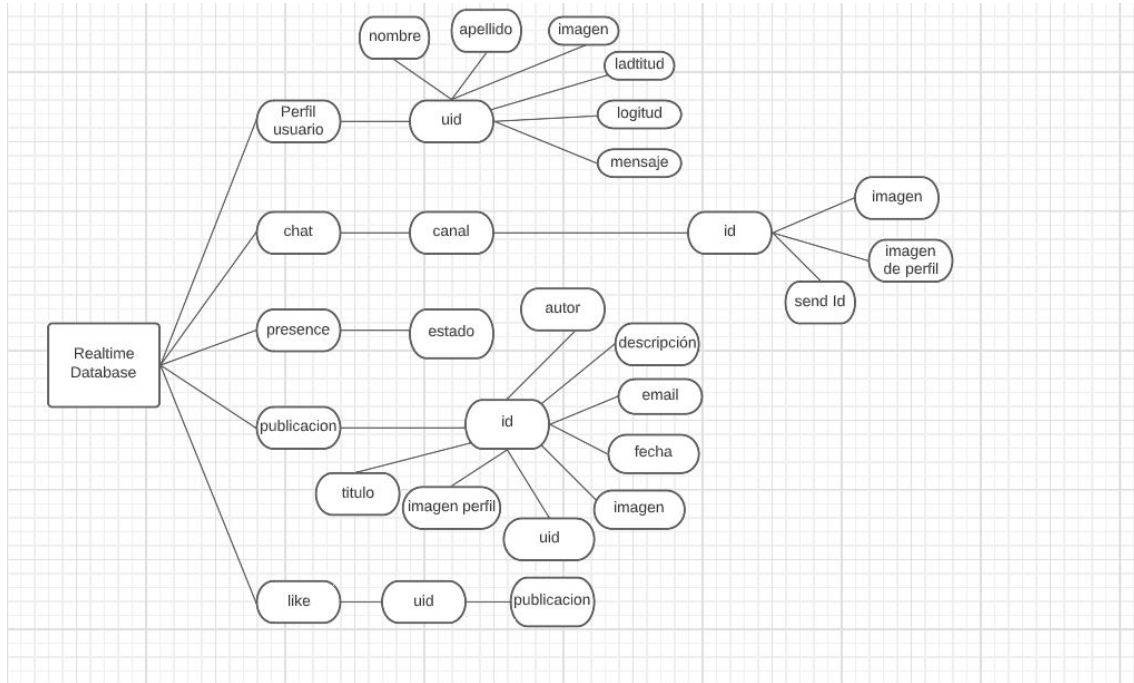 nombre
apellido
imagen
ladtitud
Perfil
usuario
uid
logitud
mensaje
chat
canal
id
imagen
imagen
de perfil
send Id
autor
presence
estado
descripción
Realtime
Database
email
publicacion
id
fecha
titulo
imagen perfil
imagen
uid
like
uid
publicacion